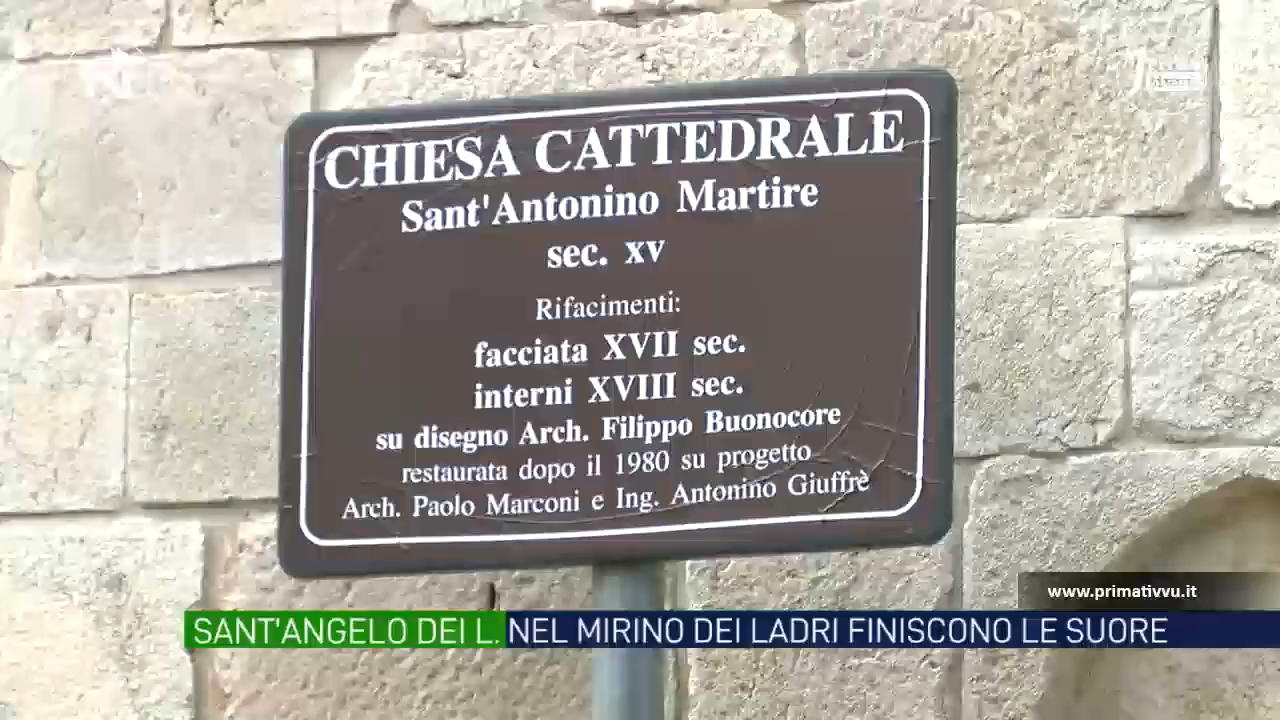 CHIESA CATTEDRALE
Sant'Antonino Martire
sec. xv
Rifacimenti:
facciata XVII sec.
interni XVIII sec.
su disegno Arch. Filippo Buonocore
restaurata dopo il 1980 su progetto
Arch. Paolo Marconi e Ing. Antonino Giuffrè
www.primativvu.it
SANT'ANGELO DEI L. NEL MIRINO DEI LADRI FINISCONO LE SUORE